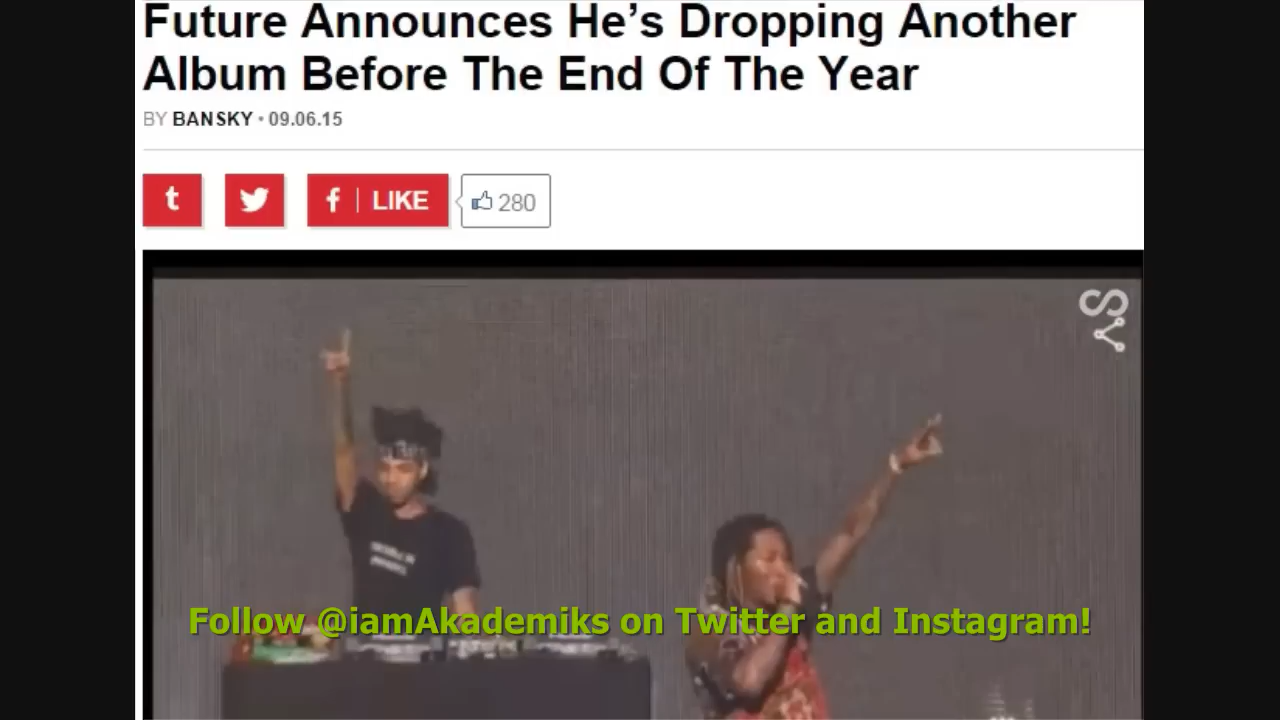 Future Announces He's Dropping Another
Album Before The End Of The Year
BY BANSKY • 09.06.15
t
f | LIKE
280
Follow @iamAkademiks on Twitter and Instagram!